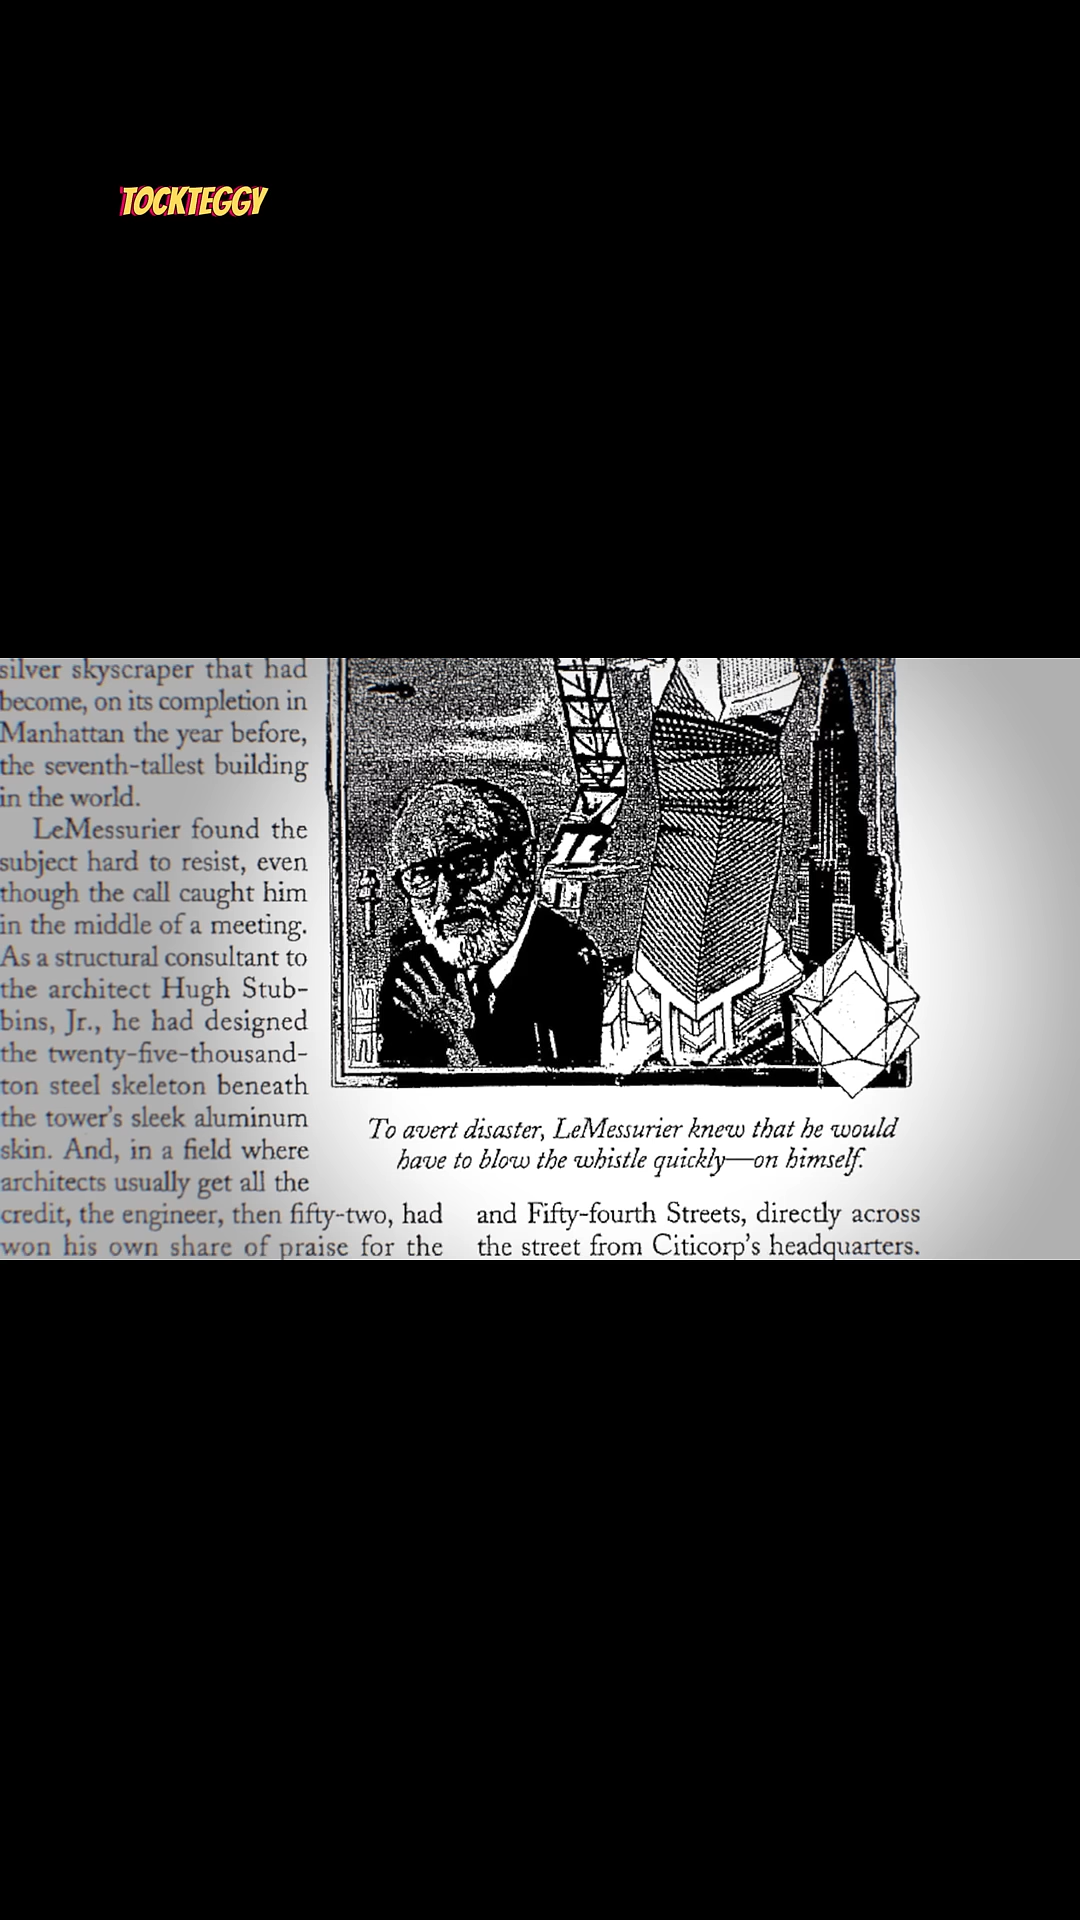 TOCKTEGGY
silver skyscraper that had
become, on its completion in
Manhattan the year before,
the seventh-tallest building
in the world.
LeMessurier found the
subject hard to resist, even
though the call caught him
in the middle of a meeting.
As a structural consultant to
the architect Hugh Stub-
bins, Jr., he had designed
the twenty-five-thousand-
ton steel skeleton beneath
the tower's sleek aluminum
skin. And, in a field where
architects usually get all the
credit, the engineer, then fifty-two, had
won his own share of praise for the
To avert disaster, LeMessurier knew that he would
have to blow the whistle quickly—on himself.
and Fifty-fourth Streets, directly across
the street from Citicorp's headquarters.